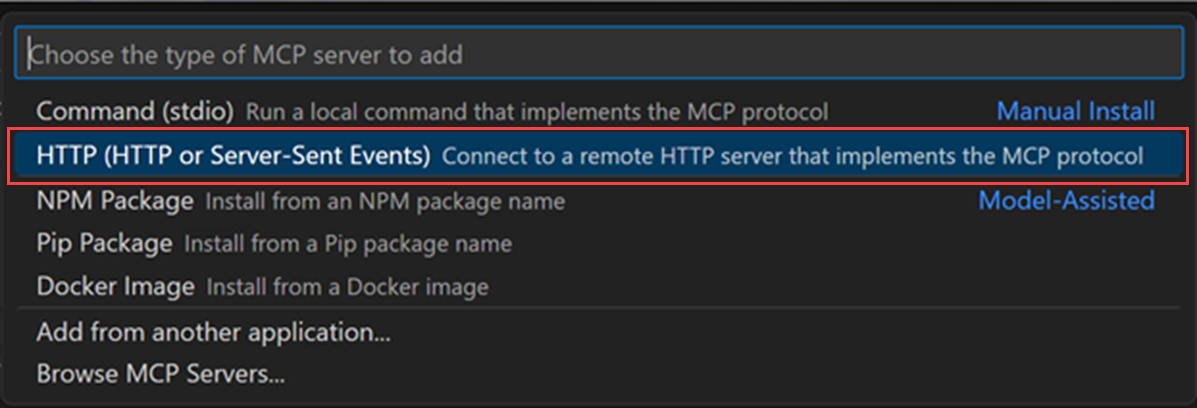 Choose the type of MCP server to add
Command (stdio) Run a local command that implements the MCP protocol Manual Install
HTTP (HTTP or Server-Sent Events) Connect to a remote HTTP server that implements the MCP protocol
NPM Package Install from an NPM package name Model-Assisted
Pip Package Install from a Pip package name
Docker Image Install from a Docker image
Add from another application...
Browse MCP Servers...